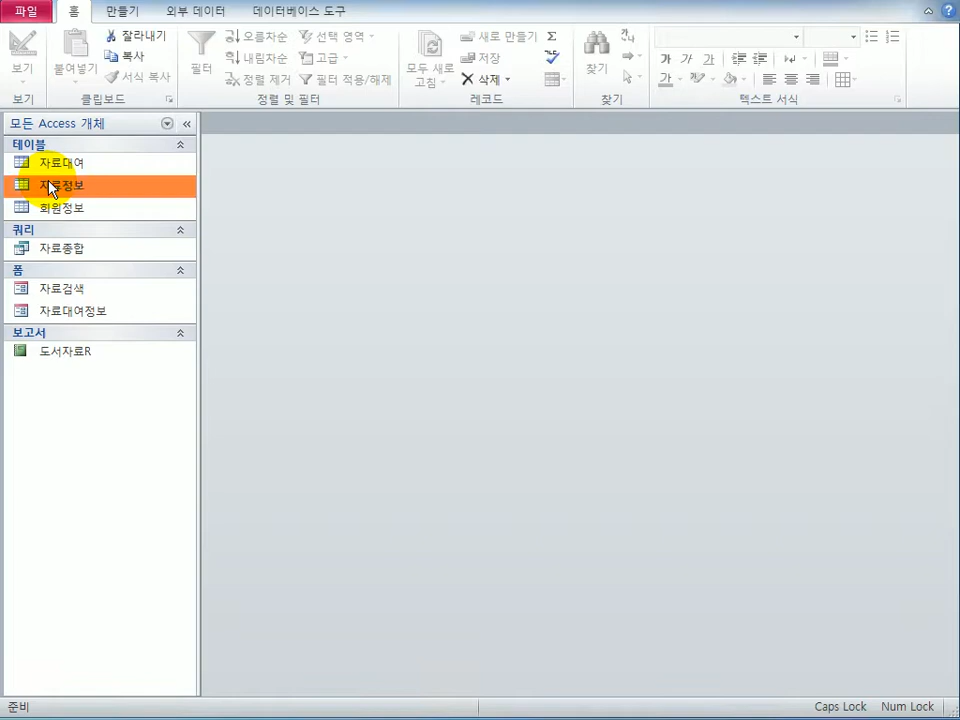 파일 홈 만들기 외부 데이터 데이터베이스 도구
보기 붙여넣기 잘라내기 복사 서식 복사 필터 오름차순 내림차순 정렬 제거 선택 영역 고급 필터 적용/해제 모두 새로 고침 새로 만들기 저장 삭제 찾기 가 가 가
보기 클립보드 정렬 및 필터 레코드 찾기 텍스트 서식
모든 Access 개체
테이블
자료대여
자료정보
회원정보
쿼리
자료종합
폼
자료검색
자료대여정보
보고서
도서자료R
준비 Caps Lock Num Lock